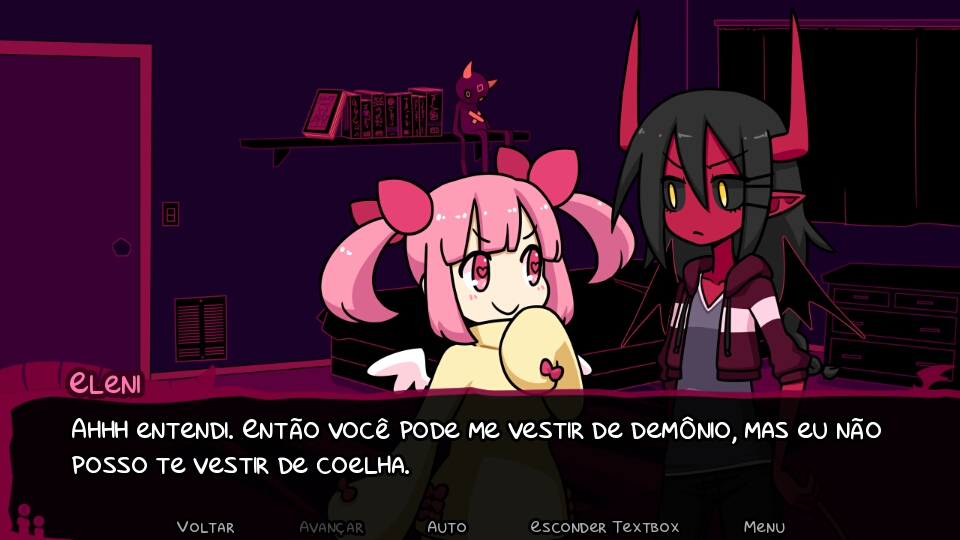 Eleni
Ahhh entendi. Então você pode me vestir de demônio, mas eu não
posso te vestir de coelha.
Voltar Avançar Auto Esconder Textbox Menu